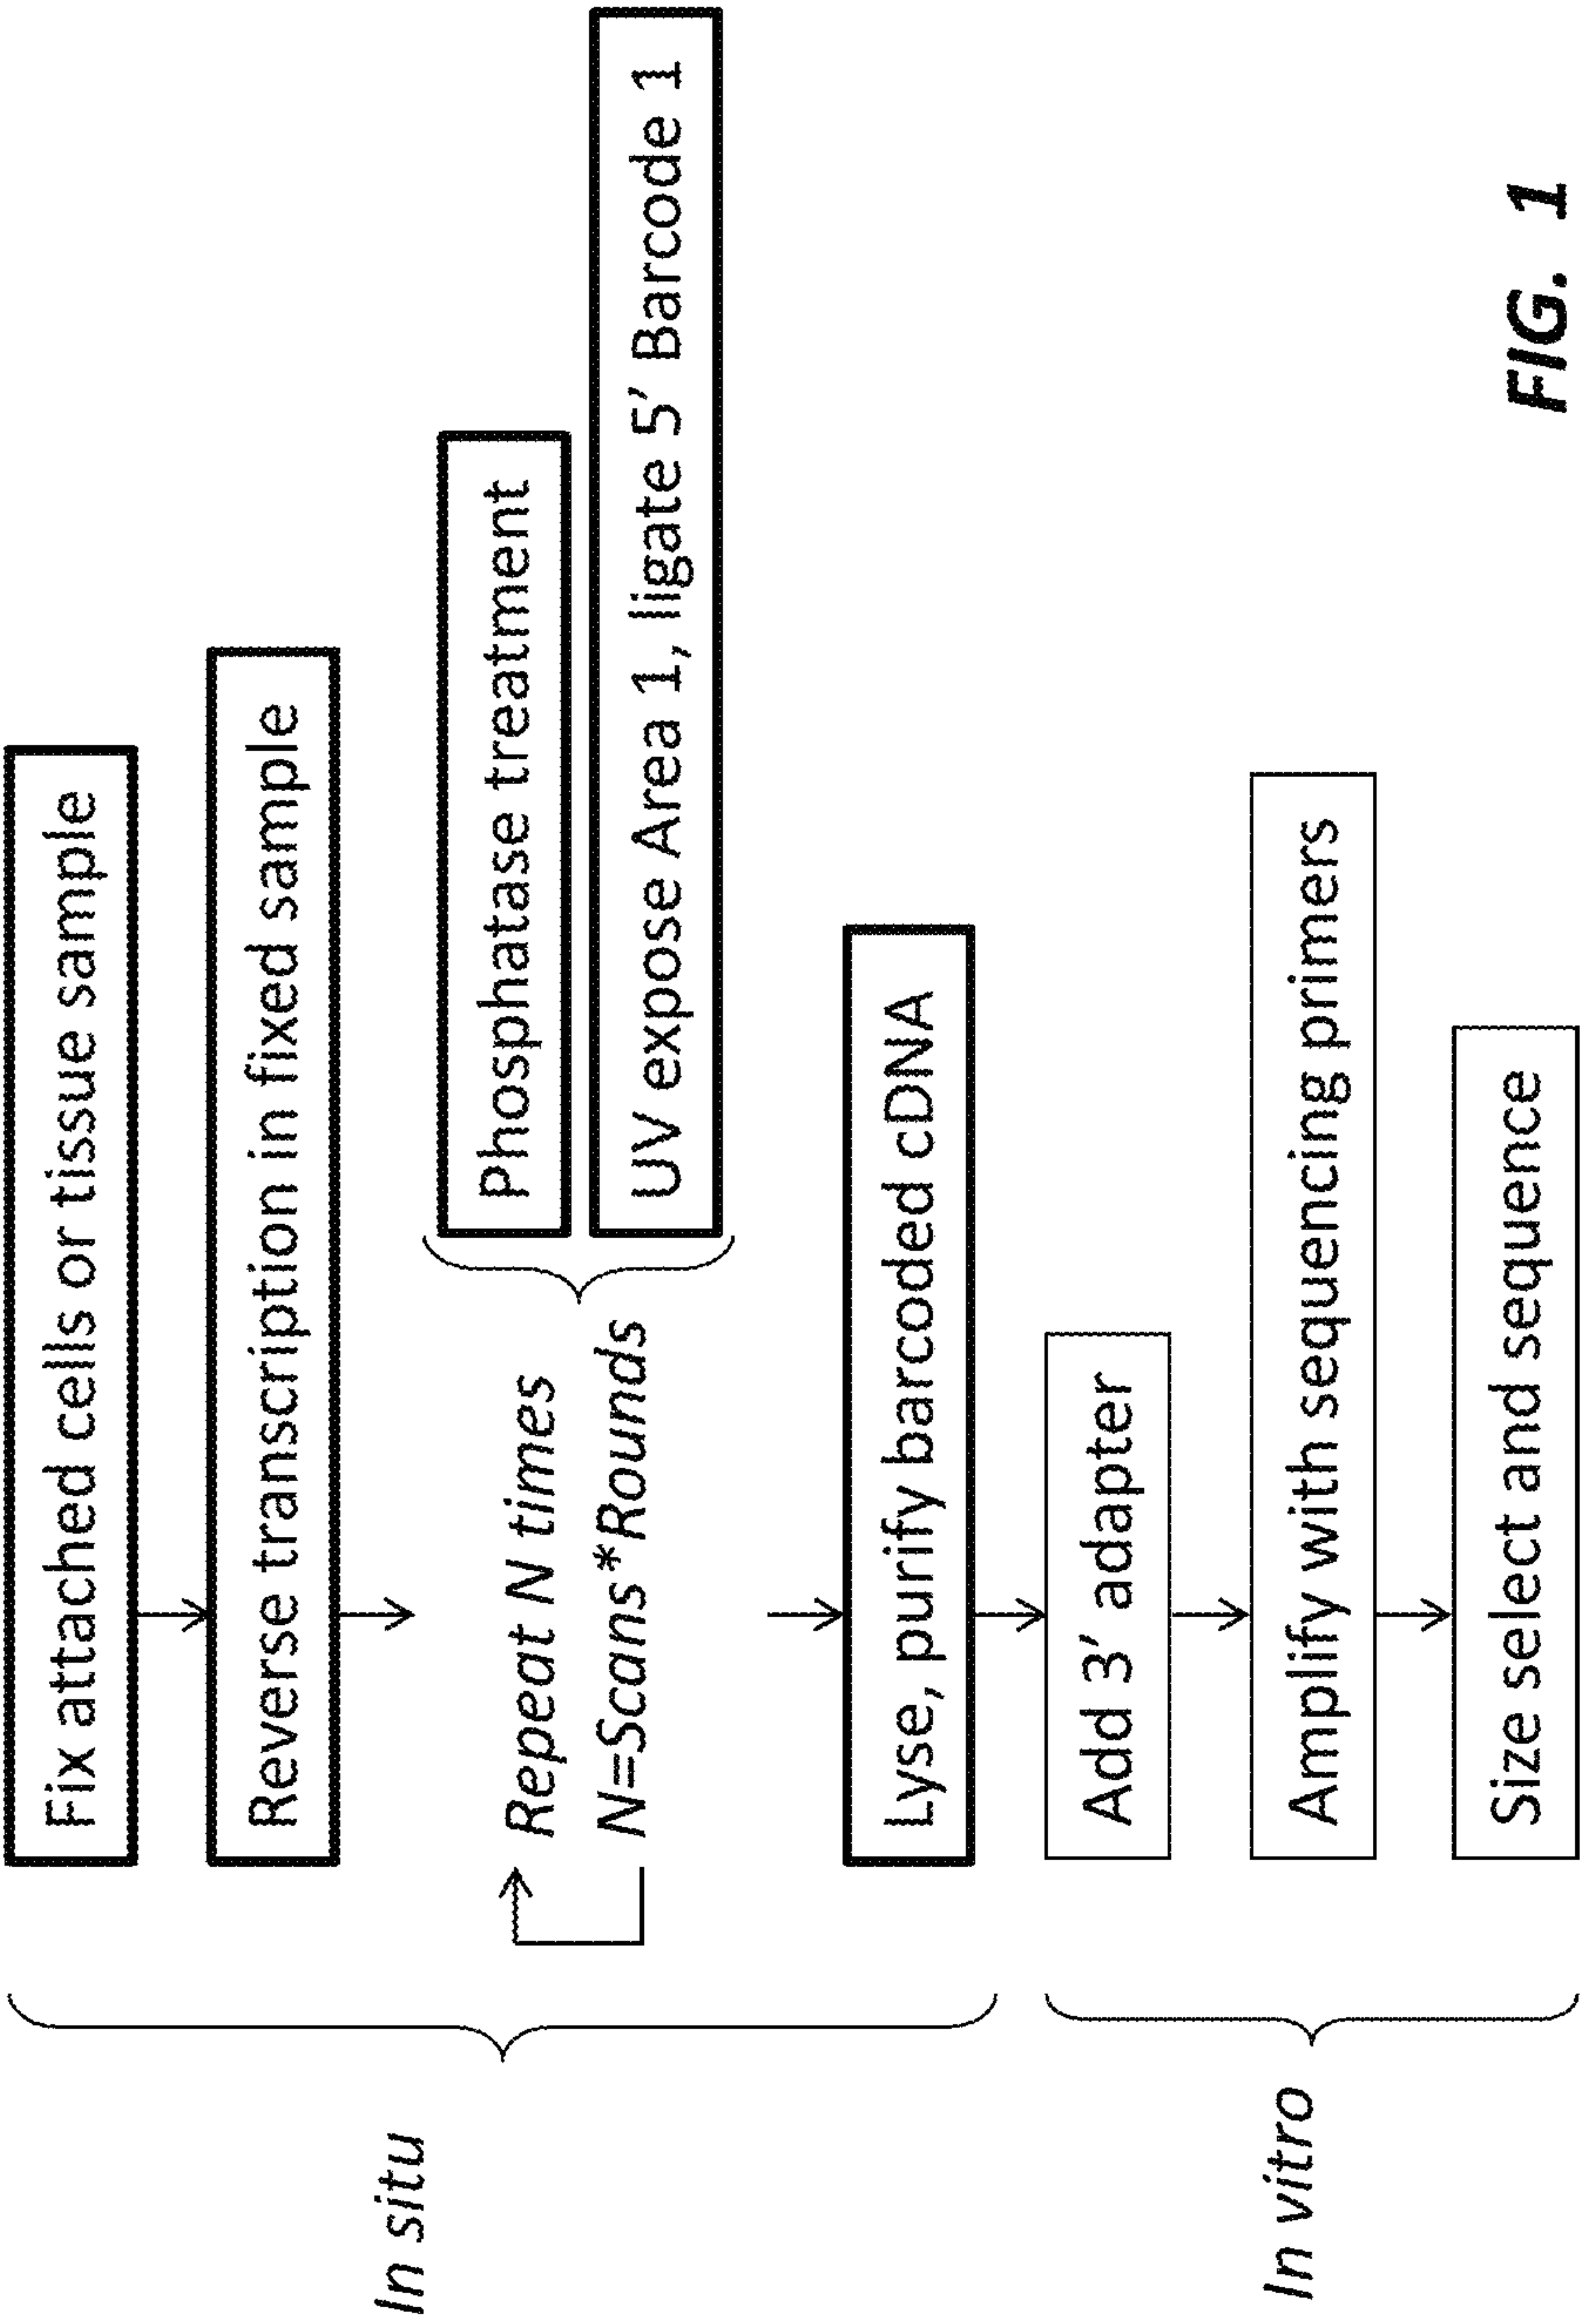 In situ
Fix attached cells or tissue sample
Reverse transcription in fixed sample
Repeat N times
N=Scans*Rounds
Phosphatase treatment
UV expose Area 1, ligate 5′ Barcode 1
Lyse, purify barcoded cDNA
In vitro
Add 3′ adapter
Amplify with sequencing primers
Size select and sequence
FIG. 1